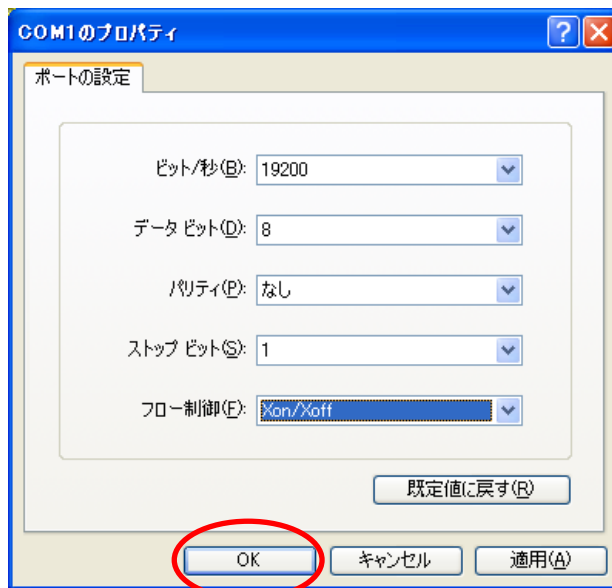 COM1のプロパティ
ポートの設定
ビット/秒(B): 19200
データ ビット(D): 8
パリティ(P): なし
ストップ ビット(S): 1
フロー制御(F): Xon/Xoff
既定値に戻す(R)
OK キャンセル 適用(A)